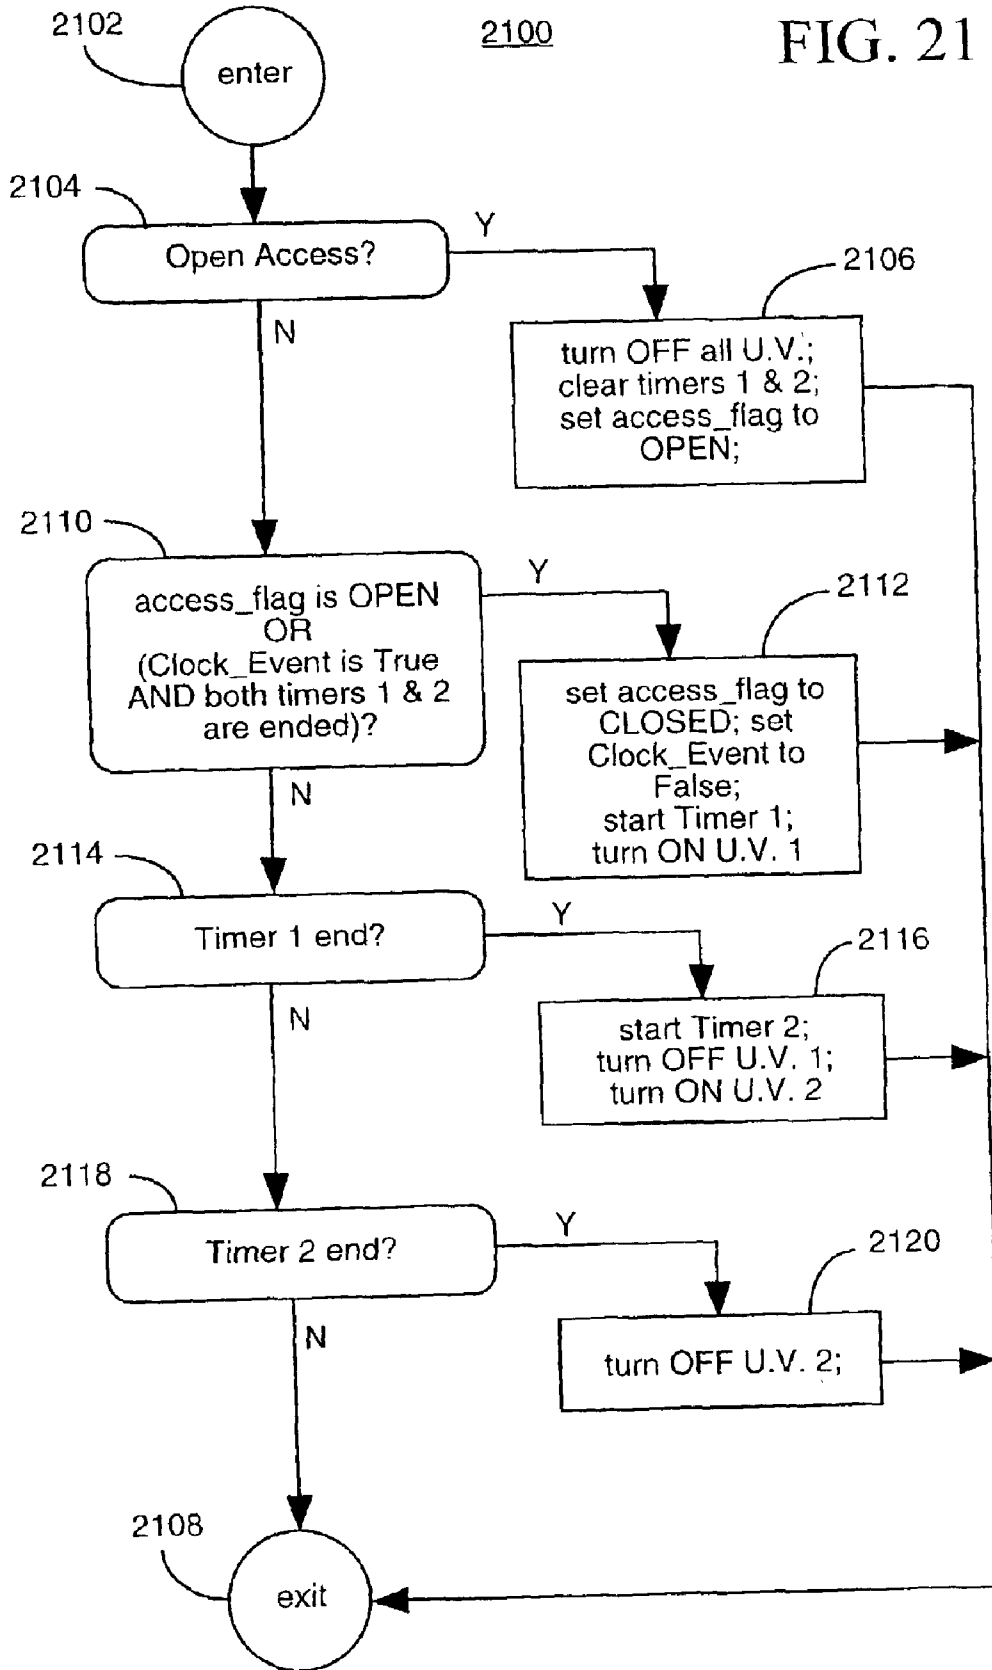 2102
2100
FIG. 21
enter
2104
Open Access?
Y
N
2106
turn OFF all U.V.;
clear timers 1 & 2;
set access_flag to
OPEN;
2110
access_flag is OPEN
OR
(Clock_Event is True
AND both timers 1 & 2
are ended)?
Y
N
2112
set access_flag to
CLOSED; set
Clock_Event to
False;
start Timer 1;
turn ON U.V. 1
2114
Timer 1 end?
Y
N
2116
start Timer 2;
turn OFF U.V. 1;
turn ON U.V. 2
2118
Timer 2 end?
Y
N
2120
turn OFF U.V. 2;
2108
exit